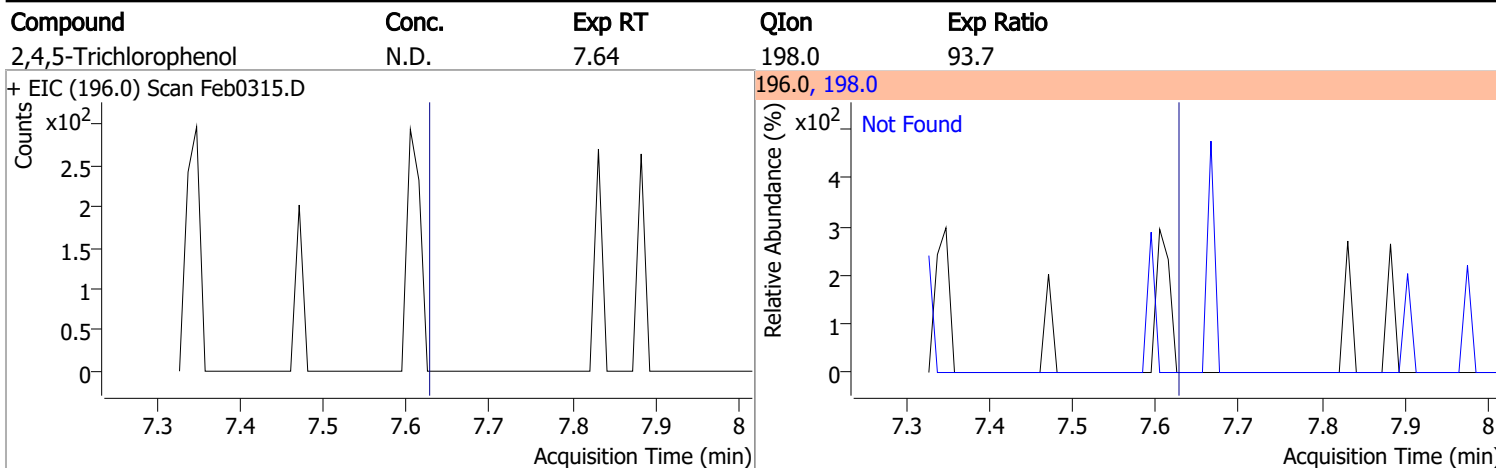 Compound Conc. Exp RT QIon Exp Ratio
2,4,5-Trichlorophenol N.D. 7.64 198.0 93.7
+ EIC (196.0) Scan Feb0315.D
Counts
x10²
2.5
2
1.5
1
0.5
0
7.3 7.4 7.5 7.6 7.7 7.8 7.9 8
Acquisition Time (min)
196.0, 198.0
Relative Abundance (%)
x10²
Not Found
4
3
2
1
0
7.3 7.4 7.5 7.6 7.7 7.8 7.9 8
Acquisition Time (min)